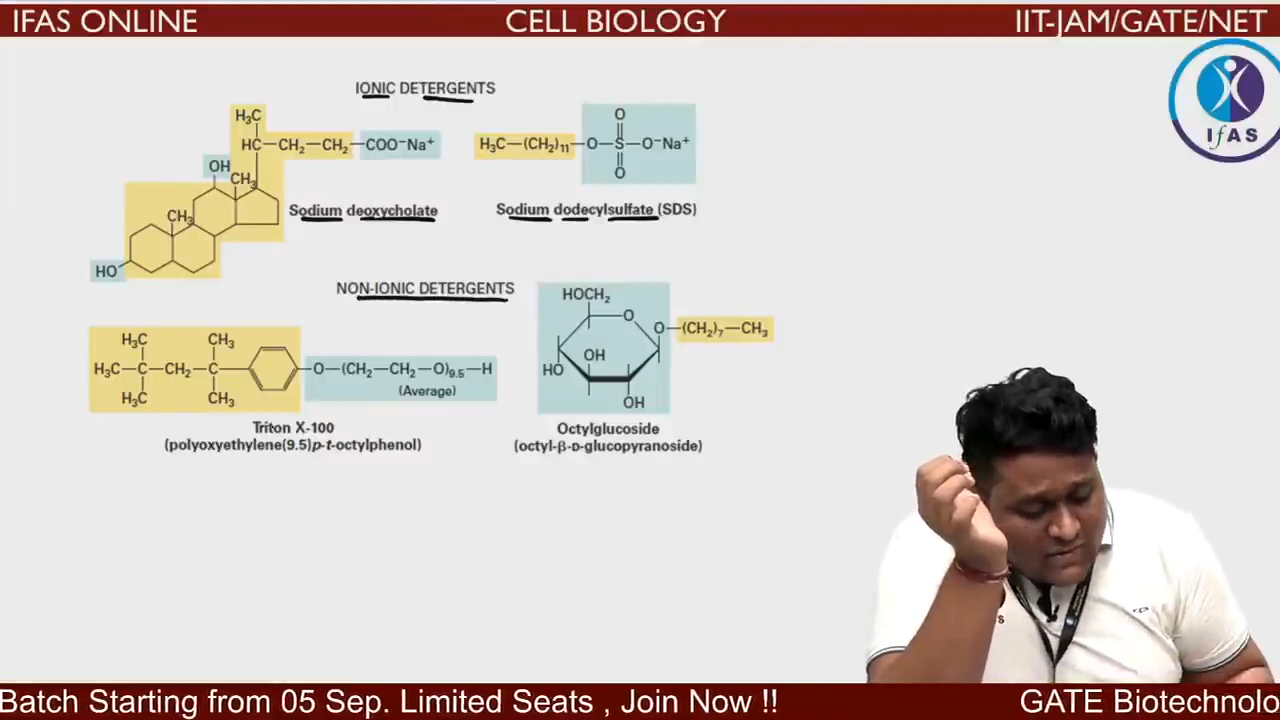 IFAS ONLINE
CELL BIOLOGY
IIT-JAM/GATE/NET
IfAS
IONIC DETERGENTS
H₃C
HC—CH₂—CH₂—COO⁻Na⁺
OH
CH₃
CH₃
HO
Sodium deoxycholate
O
H₃C—(CH₂)₁₁—O—S—O⁻Na⁺
O
Sodium dodecylsulfate (SDS)
NON-IONIC DETERGENTS
H₃C CH₃
H₃C—CH₂—O—(CH₂—CH₂—O)₉.₅—H
(Average)
H₃C CH₃
Triton X-100
(polyoxyethylene(9.5)p-t-octylphenol)
HOCH₂
O
O—(CH₂)₇—CH₃
OH
HO
OH
Octylglucoside
(octyl-β-D-glucopyranoside)
Batch Starting from 05 Sep. Limited Seats , Join Now !!
GATE Biotechnolo